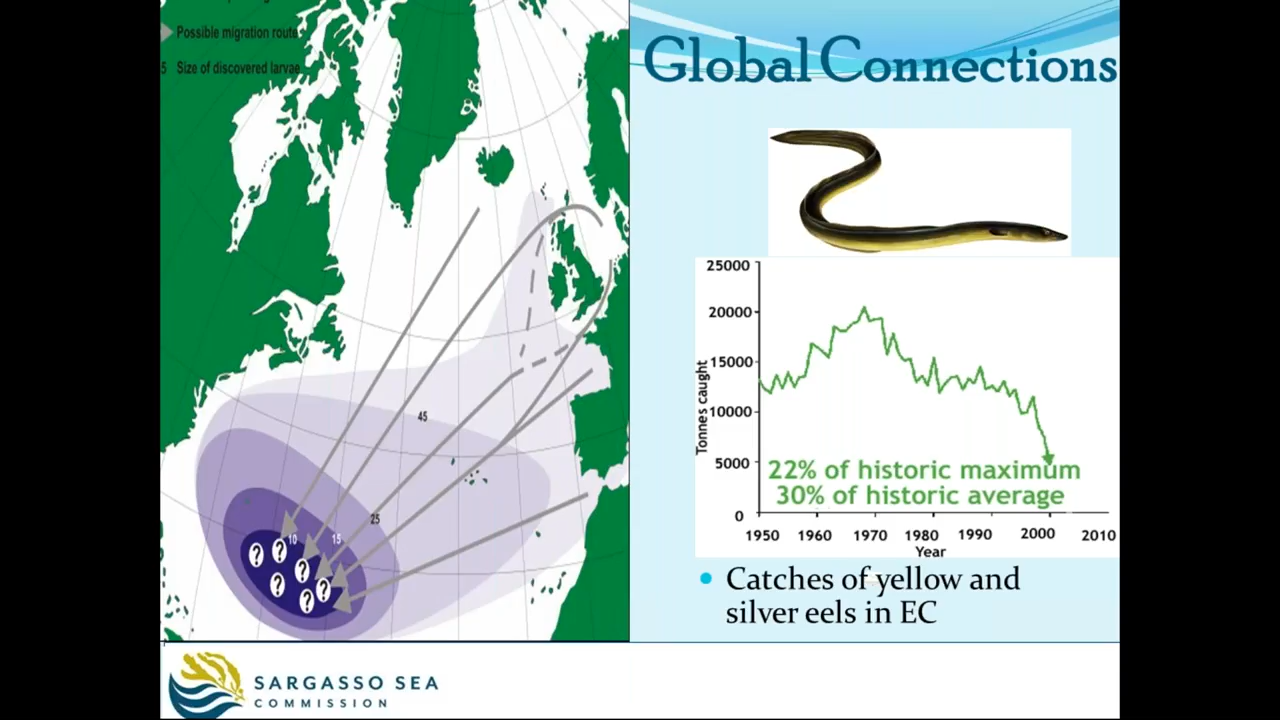 Possible migration route
5 Size of discovered larvae
45
25
15
10
?
?
?
?
?
?
Global Connections
25000
20000
15000
10000
5000
0
Tonnes caught
22% of historic maximum
30% of historic average
1950 1960 1970 1980 1990 2000 2010
Year
• Catches of yellow and
silver eels in EC
SARGASSO SEA
COMMISSION